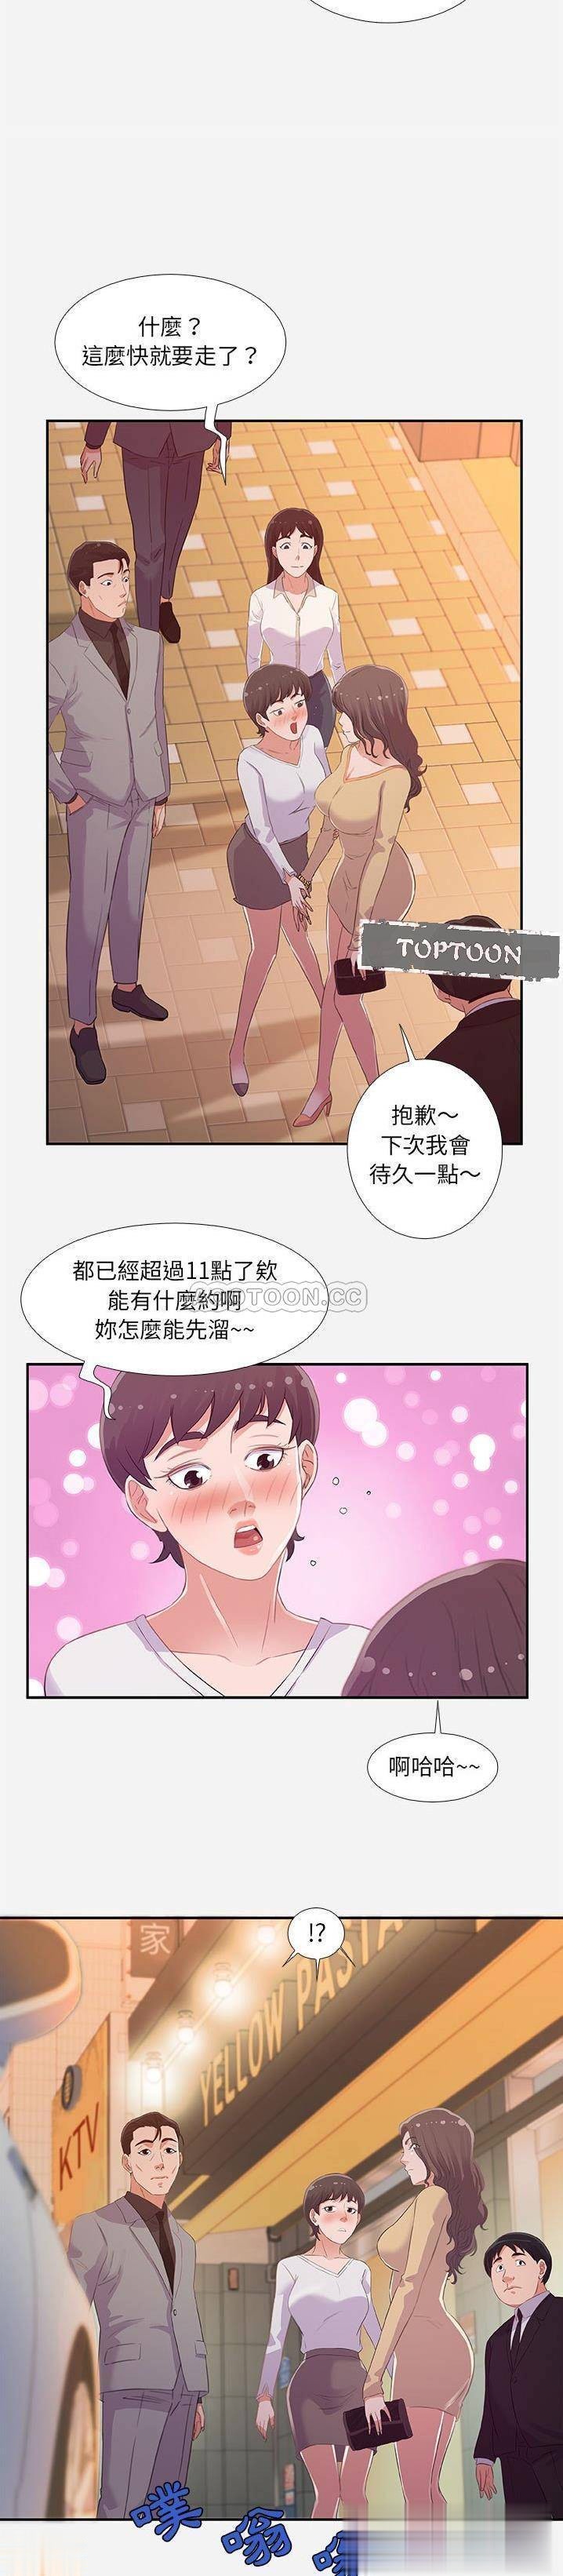 什麼？
這麼快就要走了？
TOPTOON
抱歉～
下次我會
待久一點～
都已經超過11點了欸
能有什麼約啊
妳怎麼能先溜~~
啊哈哈~~
!?
家
YELLOW PASTA
KTV
噗
嗡